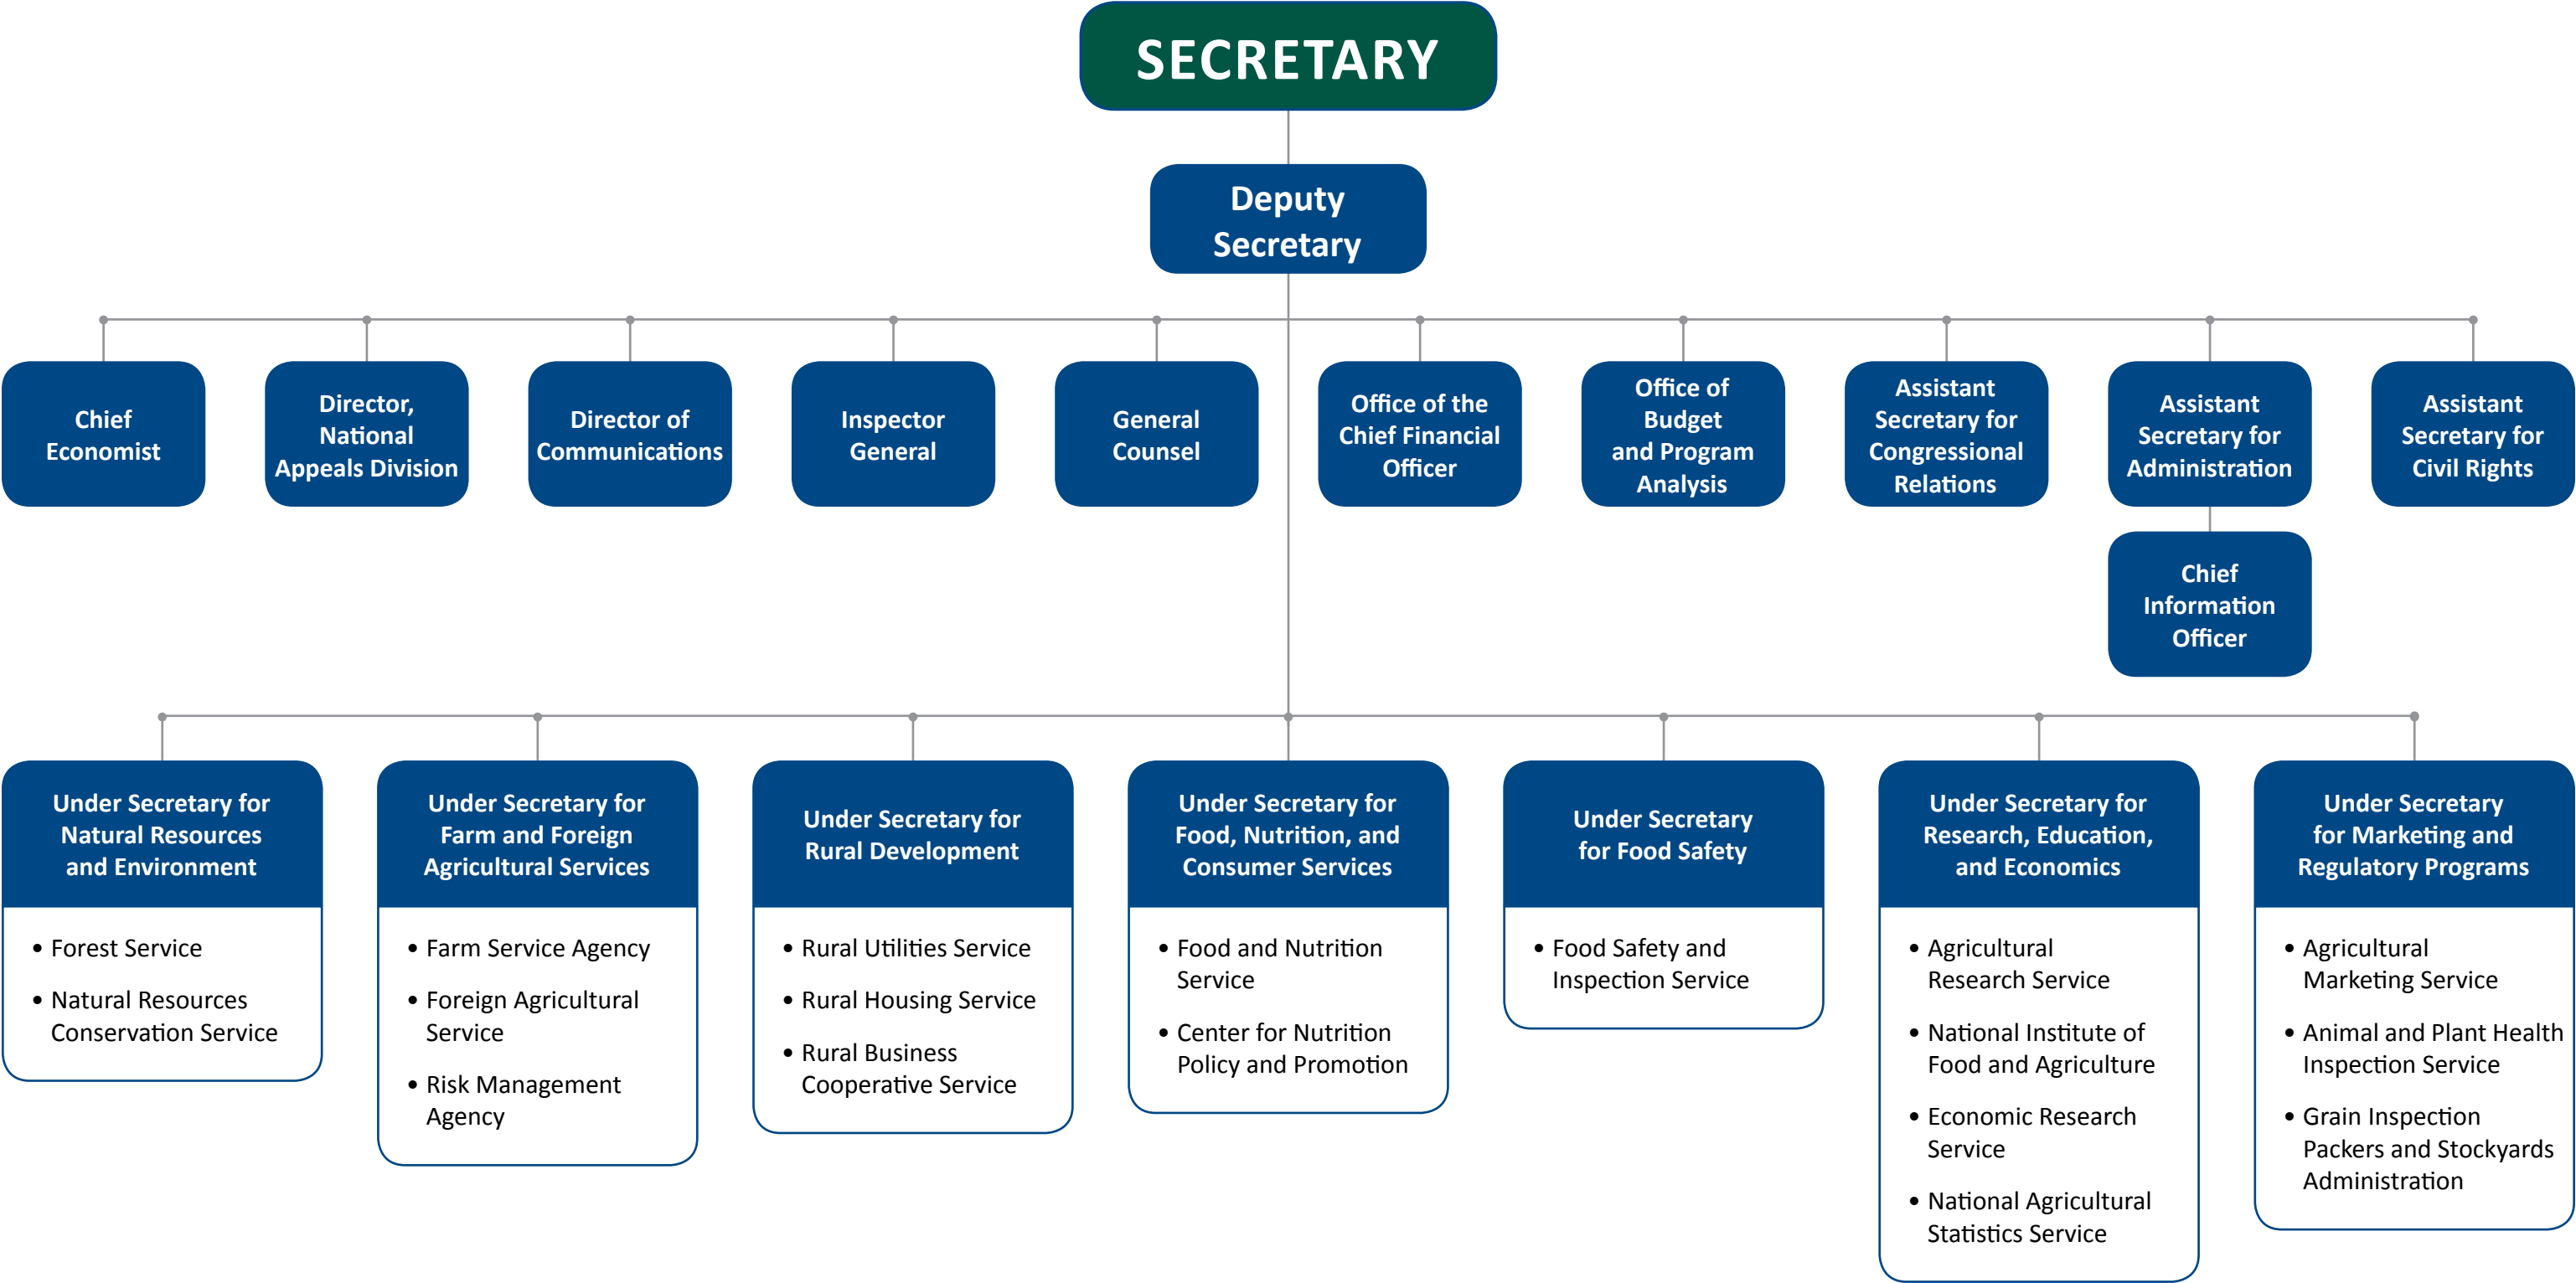 SECRETARY
Deputy
Secretary
Chief
Economist
Director,
National
Appeals Division
Director of
Communications
Inspector
General
General
Counsel
Office of the
Chief Financial
Officer
Office of
Budget
and Program
Analysis
Assistant
Secretary for
Congressional
Relations
Assistant
Secretary for
Administration
Assistant
Secretary for
Civil Rights
Chief
Information
Officer
Under Secretary for
Natural Resources
and Environment
• Forest Service
• Natural Resources
Conservation Service
Under Secretary for
Farm and Foreign
Agricultural Services
• Farm Service Agency
• Foreign Agricultural
Service
• Risk Management
Agency
Under Secretary for
Rural Development
• Rural Utilities Service
• Rural Housing Service
• Rural Business
Cooperative Service
Under Secretary for
Food, Nutrition, and
Consumer Services
• Food and Nutrition
Service
• Center for Nutrition
Policy and Promotion
Under Secretary
for Food Safety
• Food Safety and
Inspection Service
Under Secretary for
Research, Education,
and Economics
• Agricultural
Research Service
• National Institute of
Food and Agriculture
• Economic Research
Service
• National Agricultural
Statistics Service
Under Secretary
for Marketing and
Regulatory Programs
• Agricultural
Marketing Service
• Animal and Plant Health
Inspection Service
• Grain Inspection
Packers and Stockyards
Administration